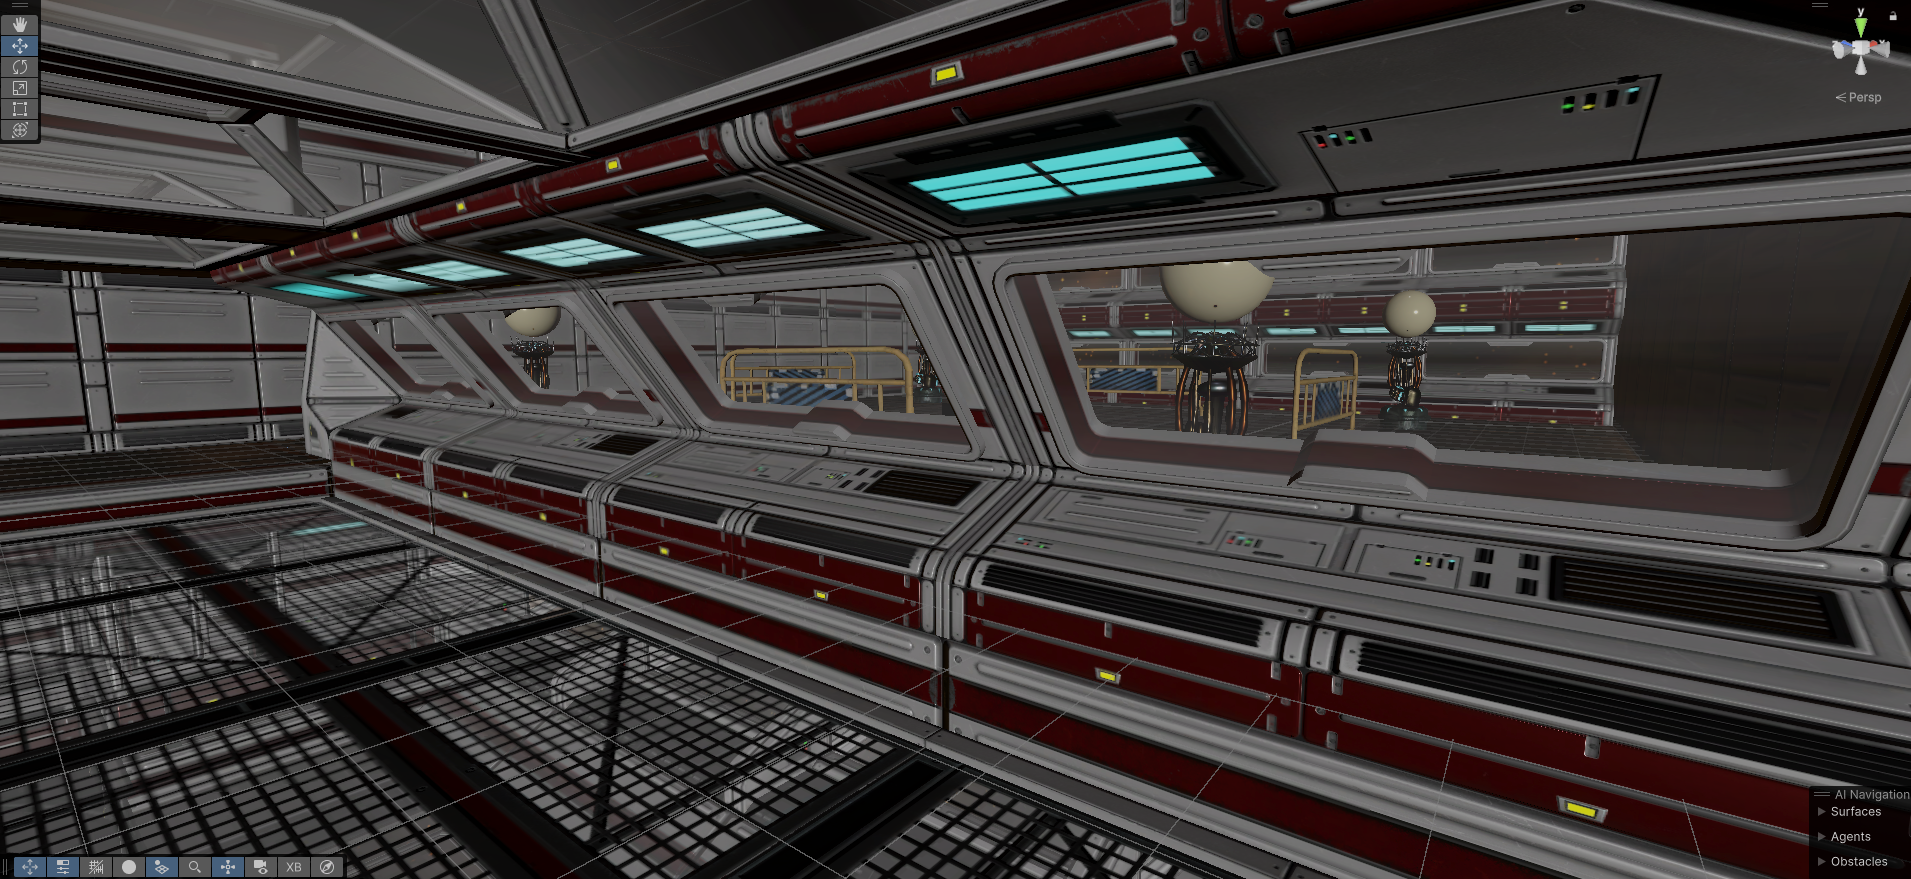 y
Persp
AI Navigation
Surfaces
Agents
Obstacles
XB